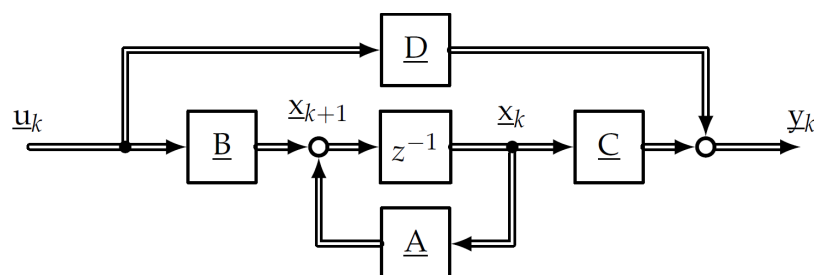 D
u_k
B
x_{k+1}
z^{-1}
x_k
C
y_k
A